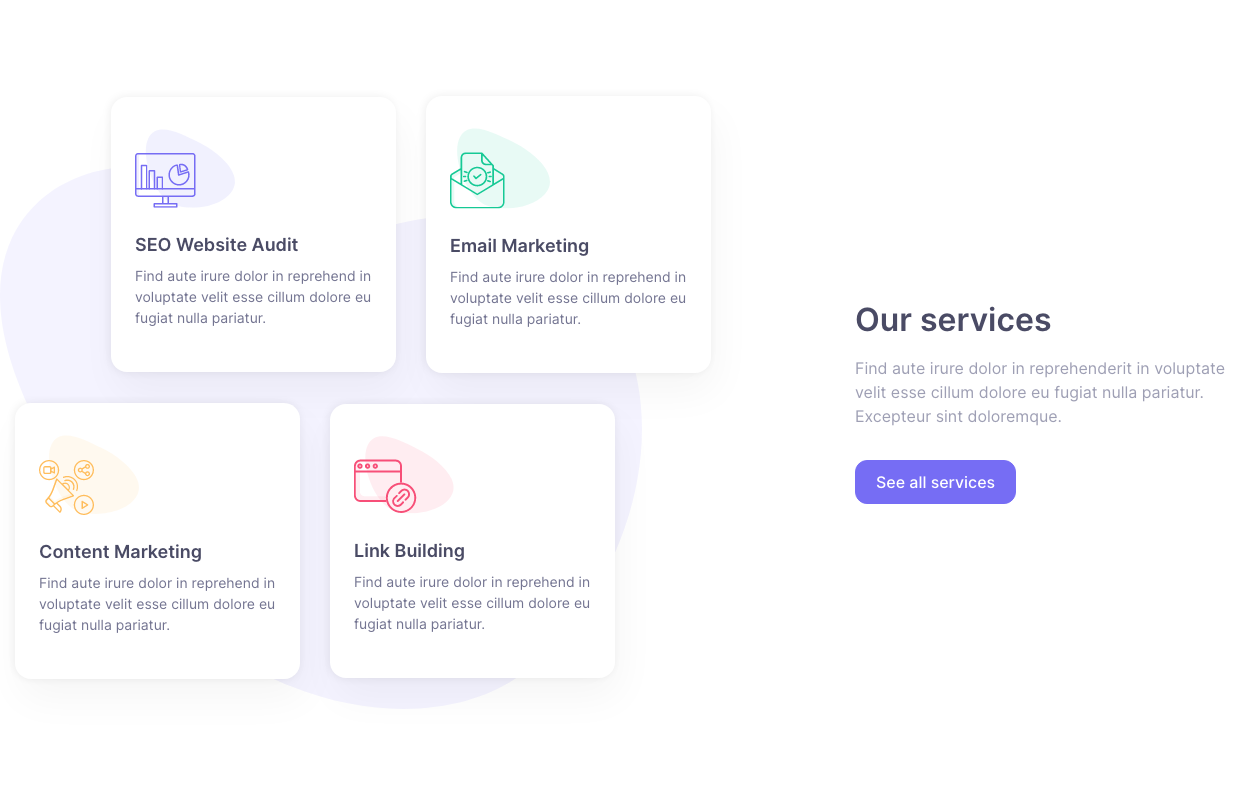 SEO Website Audit
Find aute irure dolor in reprehend in
voluptate velit esse cillum dolore eu
fugiat nulla pariatur.
Email Marketing
Find aute irure dolor in reprehend in
voluptate velit esse cillum dolore eu
fugiat nulla pariatur.
Content Marketing
Find aute irure dolor in reprehend in
voluptate velit esse cillum dolore eu
fugiat nulla pariatur.
Link Building
Find aute irure dolor in reprehend in
voluptate velit esse cillum dolore eu
fugiat nulla pariatur.
Our services
Find aute irure dolor in reprehenderit in voluptate
velit esse cillum dolore eu fugiat nulla pariatur.
Excepteur sint doloremque.
See all services